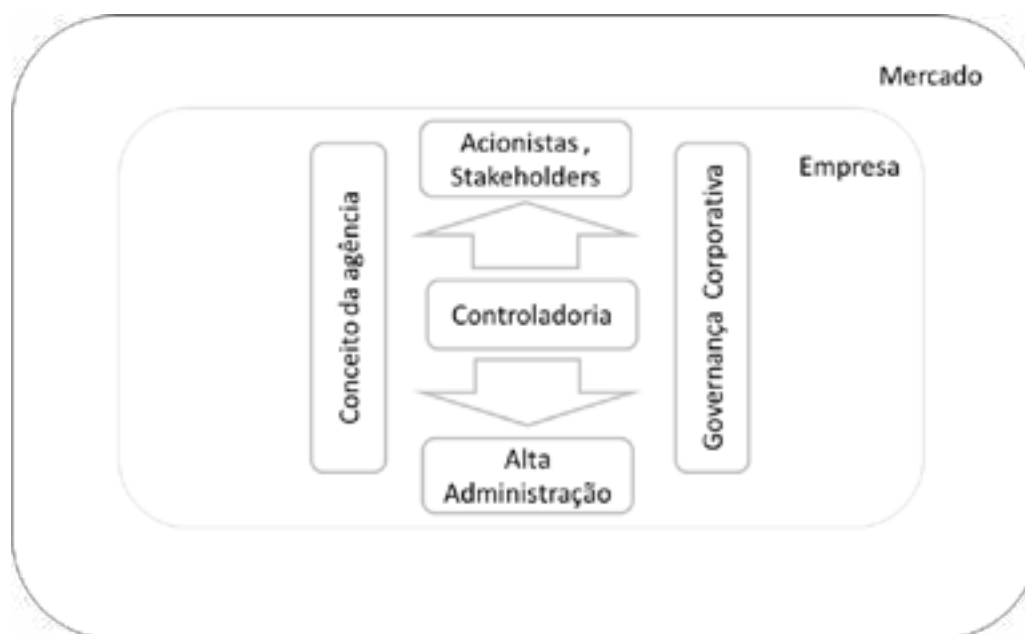 Mercado
Empresa
Acionistas ,
Stakeholders
Conceito da agência
Controladoria
Governança Corporativa
Alta
Administração